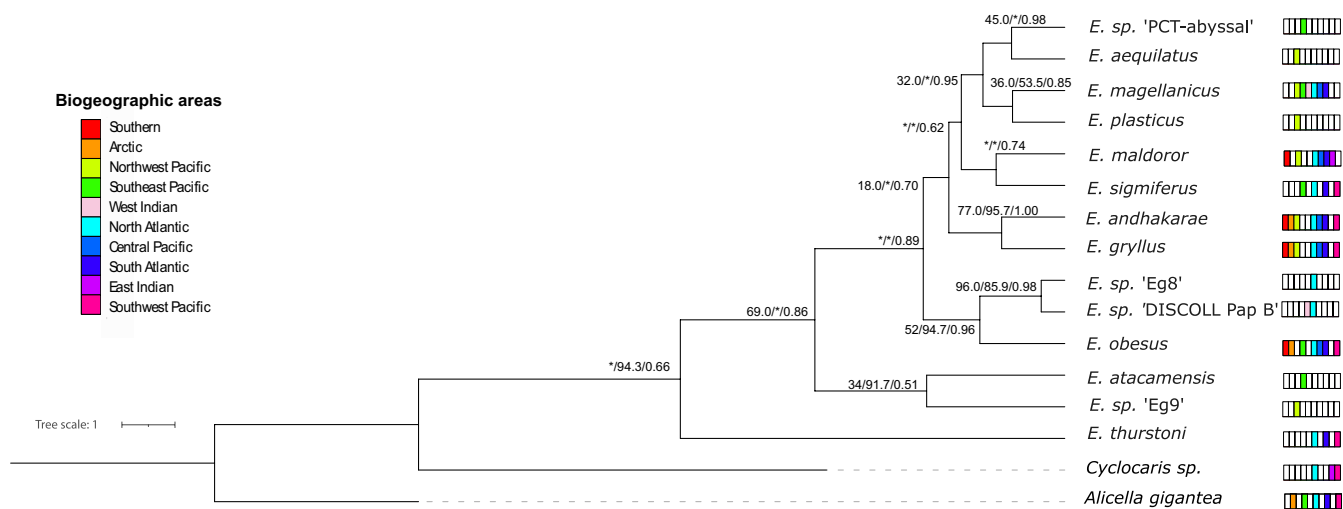 Biogeographic areas
Southern
Arctic
Northwest Pacific
Southeast Pacific
West Indian
North Atlantic
Central Pacific
South Atlantic
East Indian
Southwest Pacific
Tree scale: 1
45.0/*/0.98
32.0/*/0.95
36.0/53.5/0.85
*/*/0.62
*/*/0.74
18.0/*/0.70
77.0/95.7/1.00
*/*/0.89
96.0/85.9/0.98
69.0/*/0.86
52/94.7/0.96
*/94.3/0.66
34/91.7/0.51
E. sp. 'PCT-abyssal'
E. aequilatus
E. magellanicus
E. plasticus
E. maldoror
E. sigmiferus
E. andhakarae
E. gryllus
E. sp. 'Eg8'
E. sp. 'DISCOLL Pap B'
E. obesus
E. atacamensis
E. sp. 'Eg9'
E. thurstoni
Cyclocaris sp.
Alicella gigantea